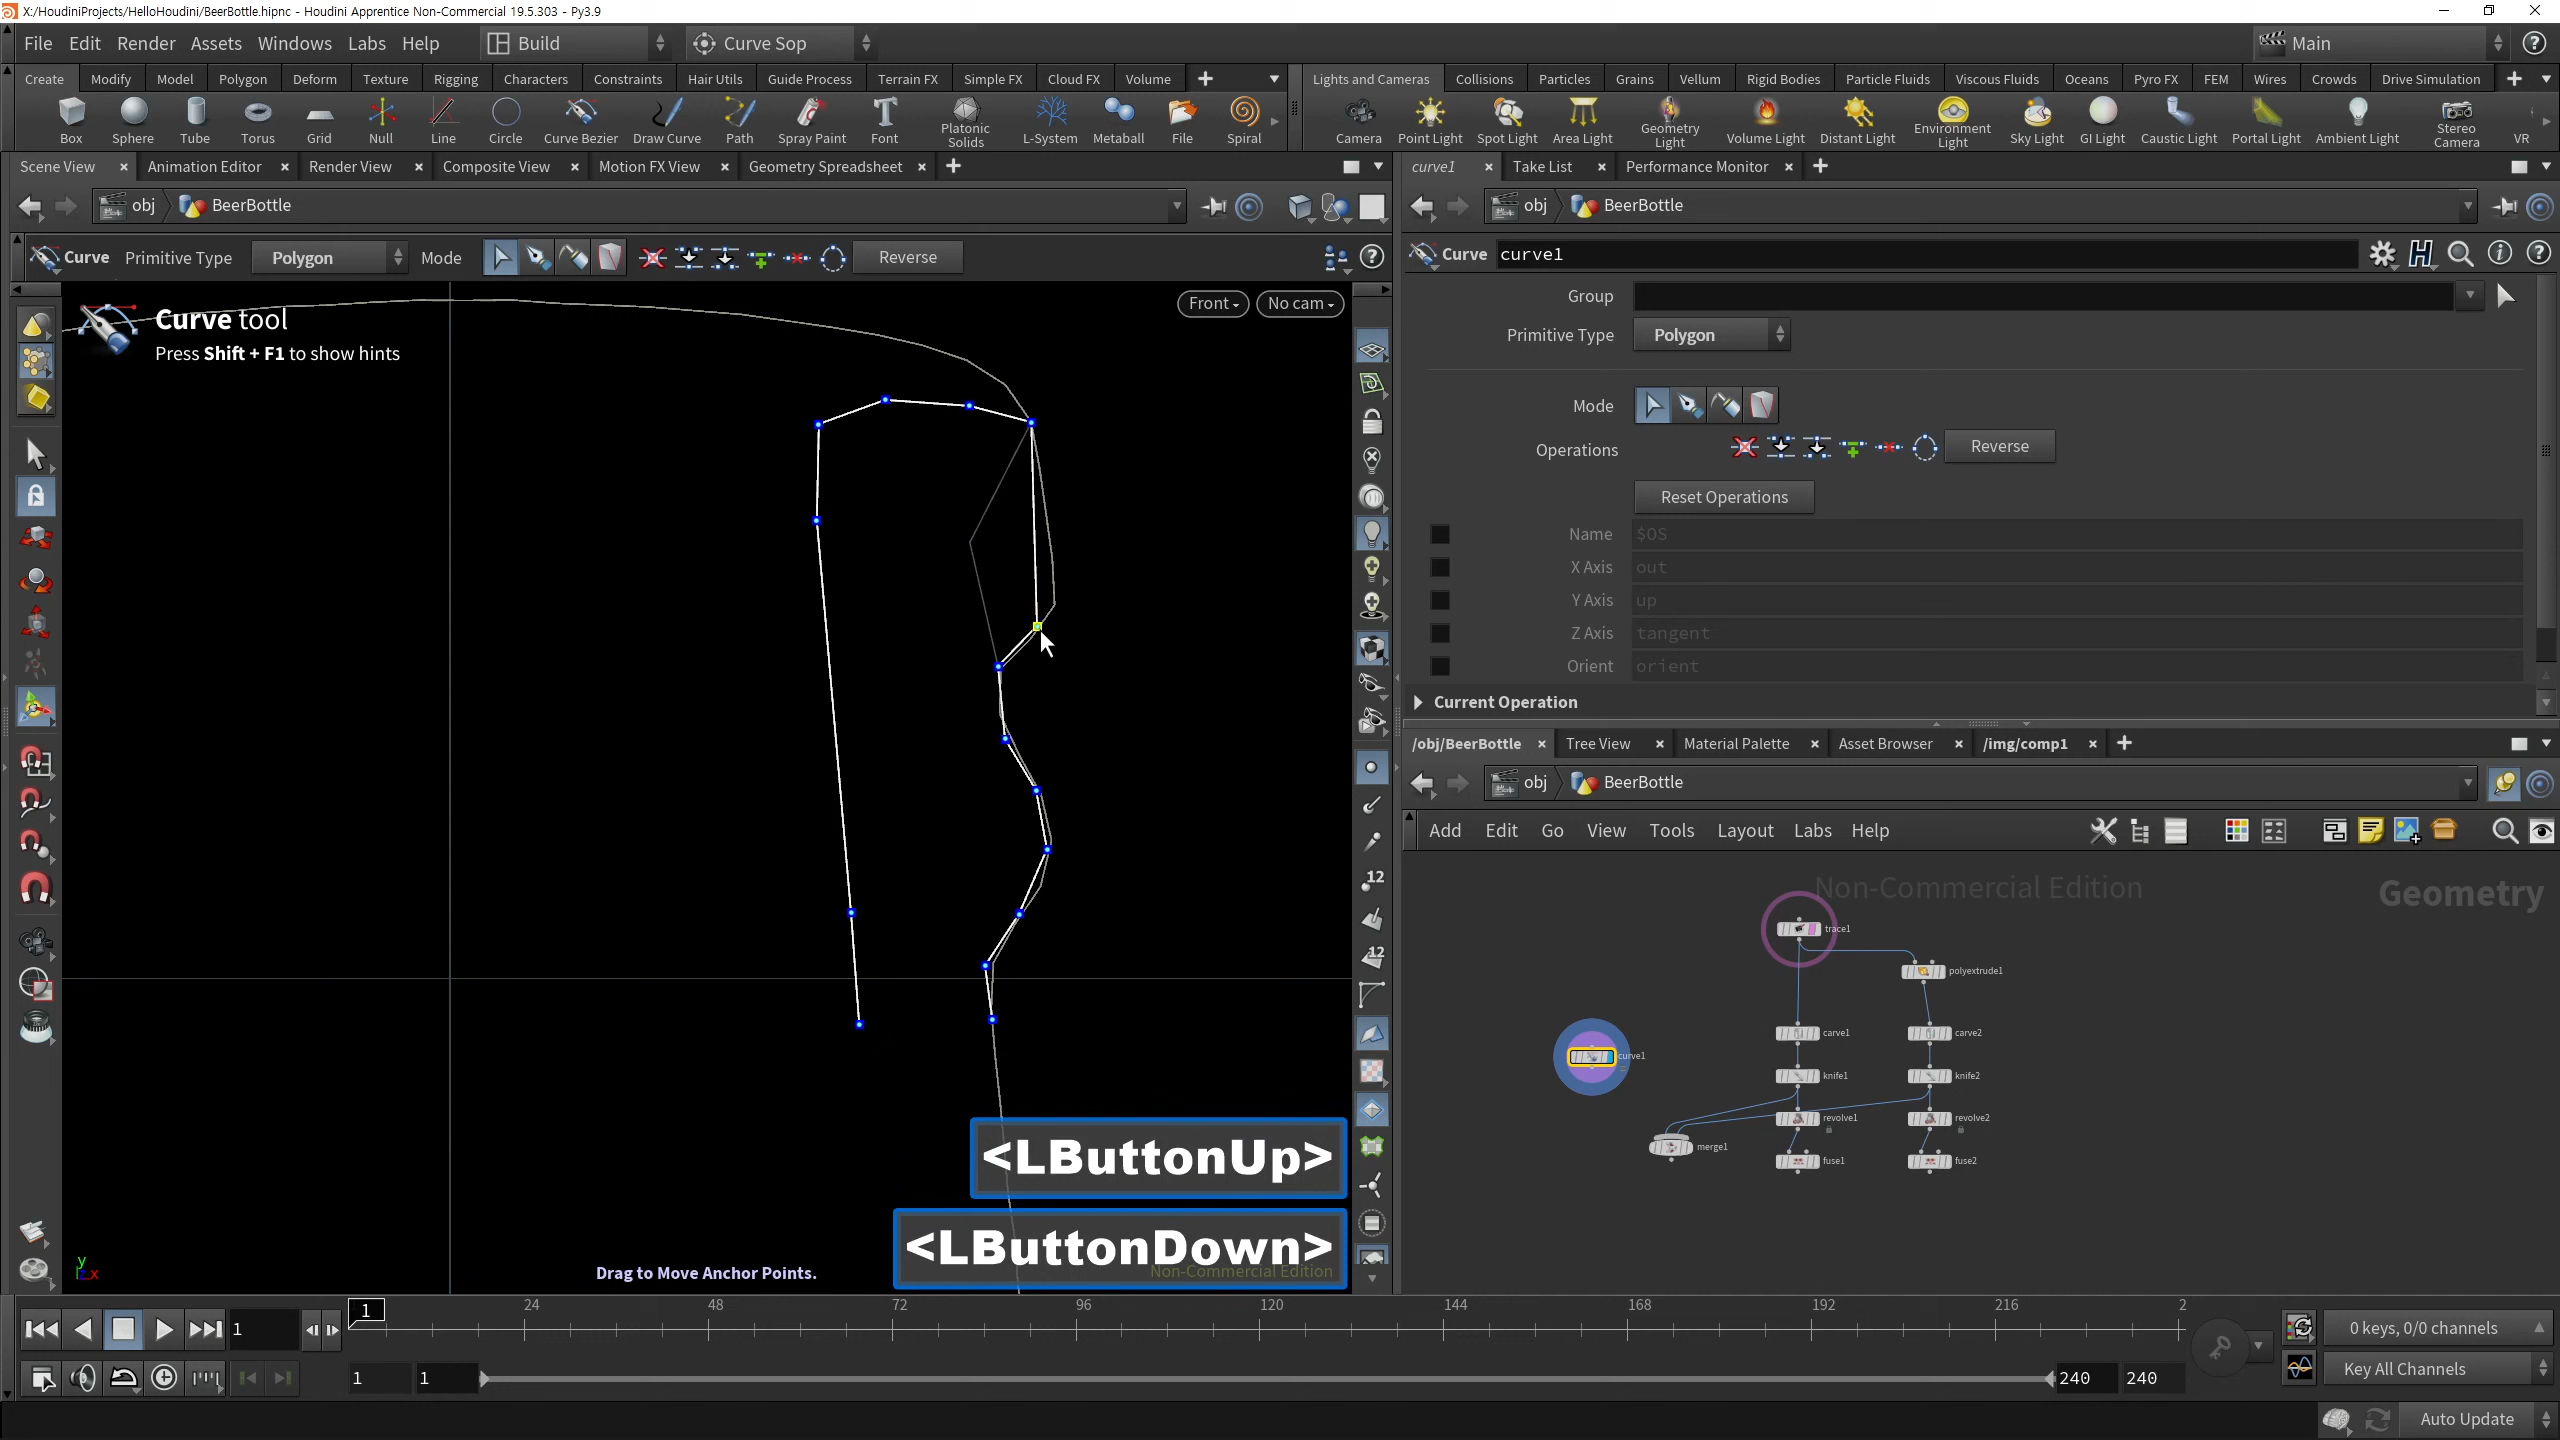 X:/HoudiniProjects/HelloHoudini/BeerBottle.hipnc - Houdini Apprentice Non-Commercial 19.5.303 - Py3.9
File Edit Render Assets Windows Labs Help Build Curve Sop Main
Create Modify Model Polygon Deform Texture Rigging Characters Constraints Hair Utils Guide Process Terrain FX Simple FX Cloud FX Volume
Lights and Cameras Collisions Particles Grains Vellum Rigid Bodies Particle Fluids Viscous Fluids Oceans Pyro FX FEM Wires Crowds Drive Simulation
Box Sphere Tube Torus Grid Null Line Circle Curve Bezier Draw Curve Path Spray Paint Font Platonic Solids L-System Metaball File Spiral
Camera Point Light Spot Light Area Light Geometry Light Volume Light Distant Light Environment Light Sky Light GI Light Caustic Light Portal Light Ambient Light Stereo Camera VR
Scene View Animation Editor Render View Composite View Motion FX View Geometry Spreadsheet
curve1 Take List Performance Monitor
obj BeerBottle
obj BeerBottle
Curve Primitive Type Polygon Mode Reverse
Curve curve1
Curve tool
Press Shift + F1 to show hints
Front No cam
Group
Primitive Type Polygon
Mode
Operations Reverse
Reset Operations
Name $OS
X Axis out
Y Axis up
Z Axis tangent
Orient orient
Current Operation
/obj/BeerBottle Tree View Material Palette Asset Browser /img/comp1
obj BeerBottle
Add Edit Go View Tools Layout Labs Help
12
12
Non-Commercial Edition
Geometry
trace1
polyextrude1
carve1
carve2
curve1
knife1
knife2
revolve1
revolve2
merge1
fuse1
fuse2
<LButtonUp>
<LButtonDown>
Non-Commercial Edition
Drag to Move Anchor Points.
y
z x
1 1 24 48 72 96 120 144 168 192 216 2
0 keys, 0/0 channels
1 1 240 240
Key All Channels
Auto Update